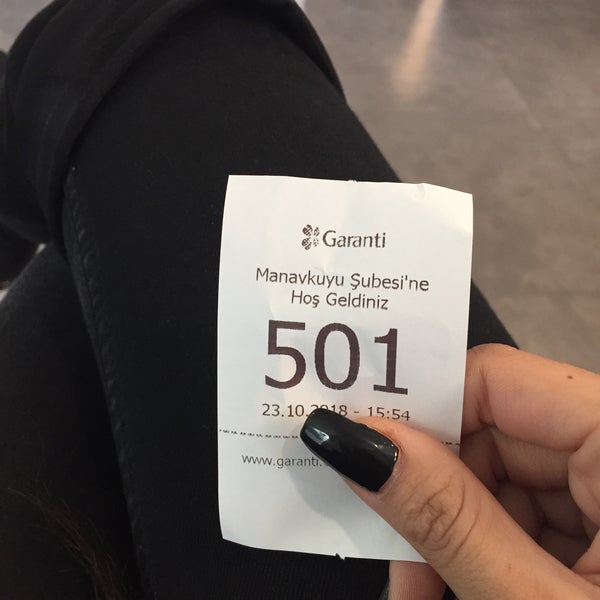 Garanti
Manavkuyu Şubesi'ne
Hoş Geldiniz
501
23.10.2018 - 15:54
www.garanti.